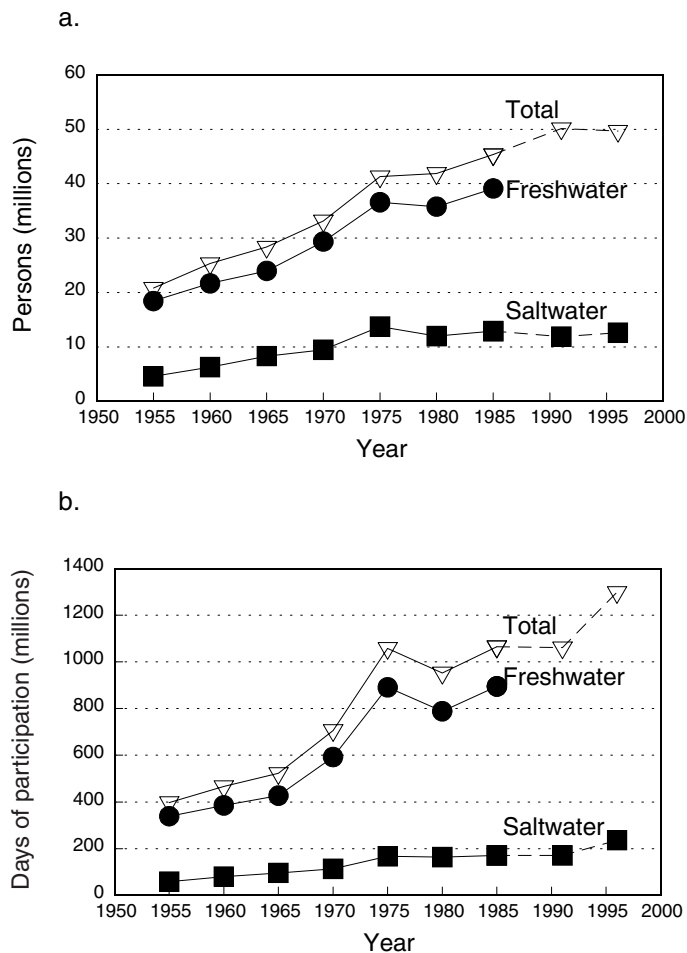 a.
60
50
40
30
20
10
0
Persons (millions)
Total
Freshwater
Saltwater
1950 1955 1960 1965 1970 1975 1980 1985 1990 1995 2000
Year
b.
1400
1200
1000
800
600
400
200
0
Days of participation (millions)
Total
Freshwater
Saltwater
1950 1955 1960 1965 1970 1975 1980 1985 1990 1995 2000
Year